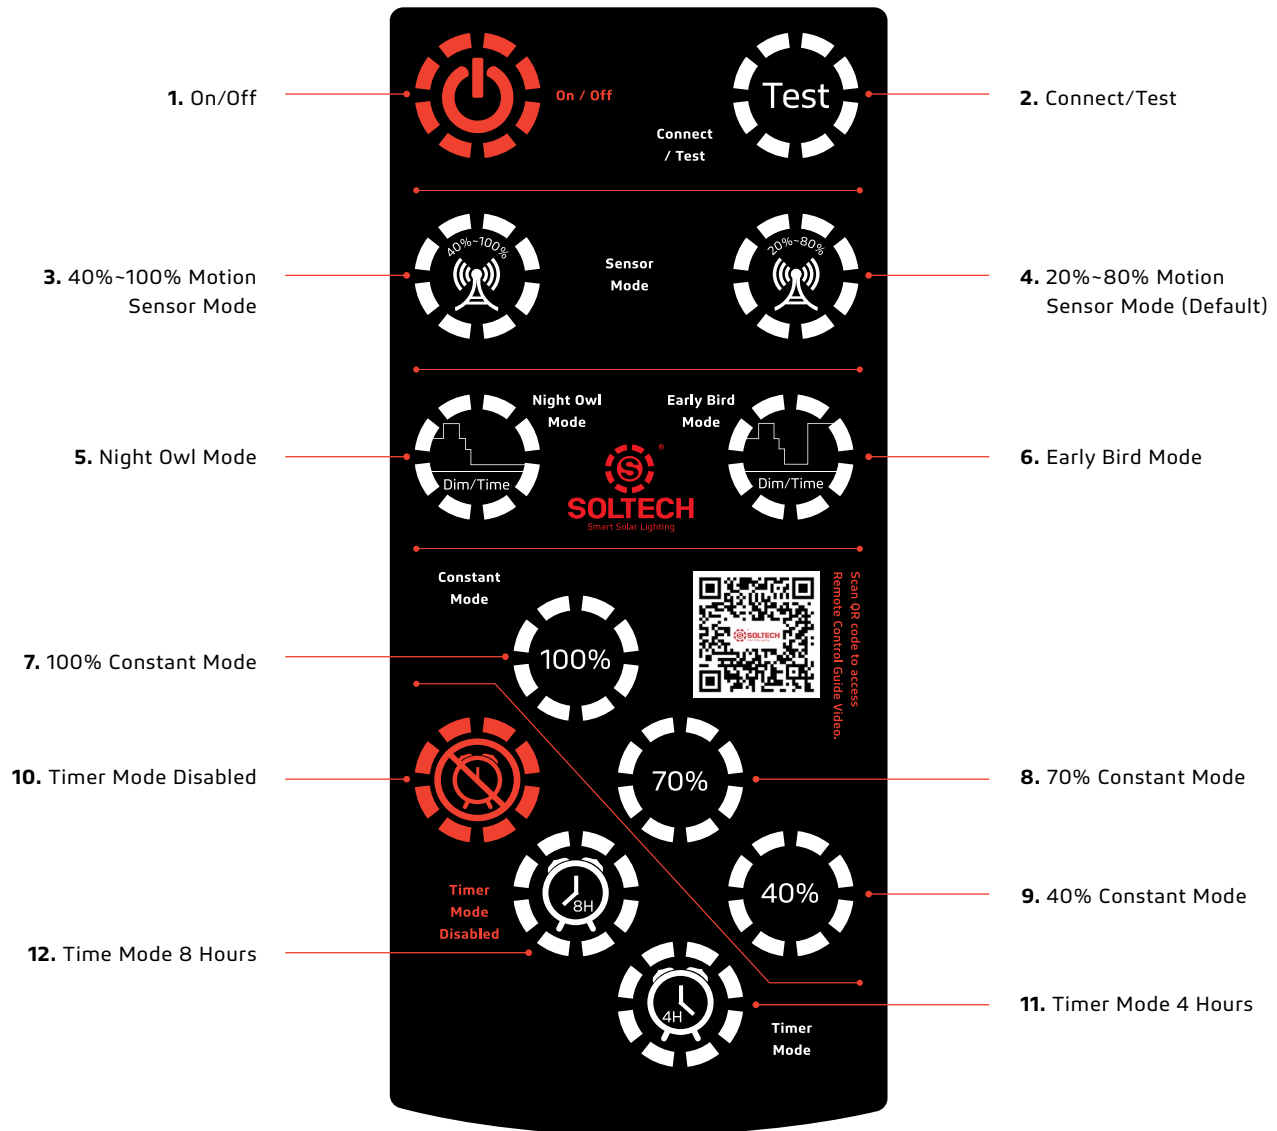 1. On/Off
On / Off
Test
Connect
/ Test
2. Connect/Test
40%~100%
Sensor
Mode
20%~80%
3. 40%~100% Motion
Sensor Mode
4. 20%~80% Motion
Sensor Mode (Default)
Night Owl
Mode
Early Bird
Mode
5. Night Owl Mode
Dim/Time
Dim/Time
6. Early Bird Mode
S
®
SOLTECH
Smart Solar Lighting
Constant
Mode
100%
7. 100% Constant Mode
S SOLTECH
Scan QR code to access
Remote Control Guide Video.
10. Timer Mode Disabled
70%
8. 70% Constant Mode
Timer
Mode
Disabled
8H
40%
9. 40% Constant Mode
12. Time Mode 8 Hours
4H
11. Timer Mode 4 Hours
Timer
Mode